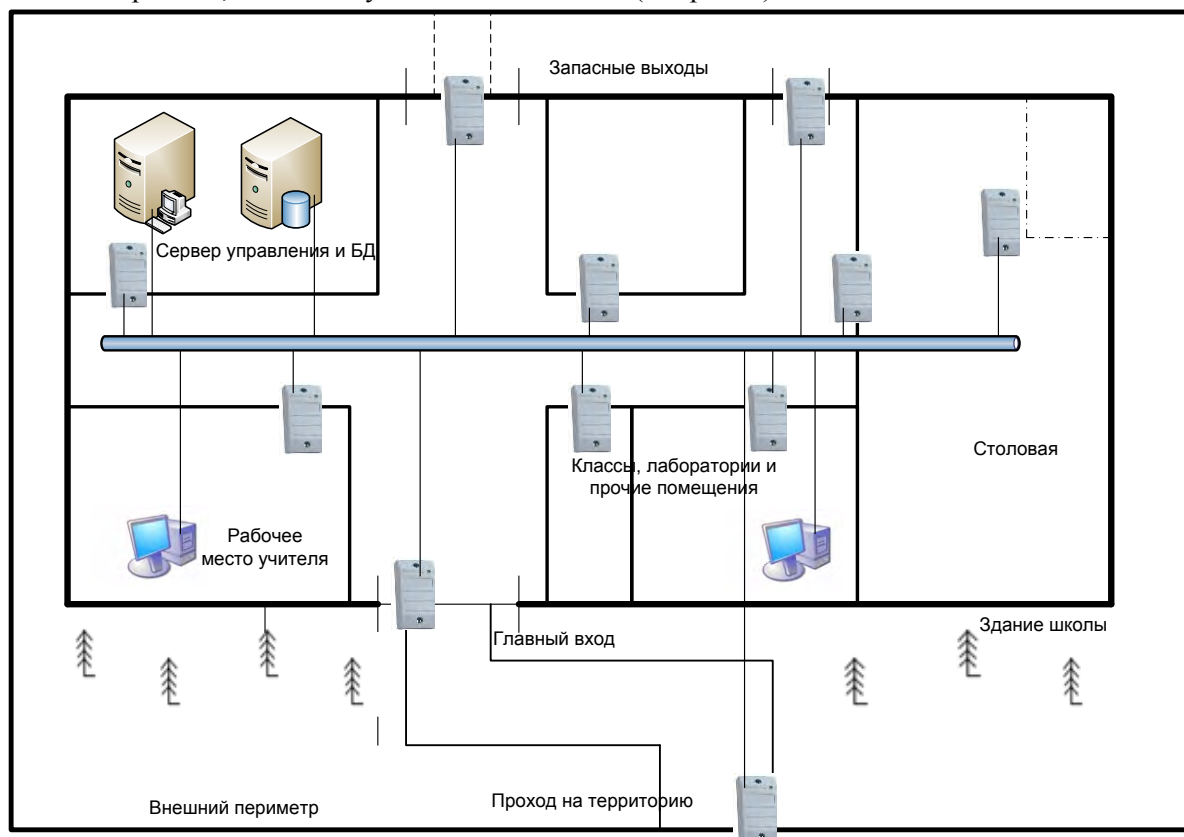 Запасные выходы
Сервер управления и БД
Столовая
Классы, лаборатории и
прочие помещения
Рабочее
место учителя
Главный вход
Здание школы
Внешний периметр
Проход на территорию